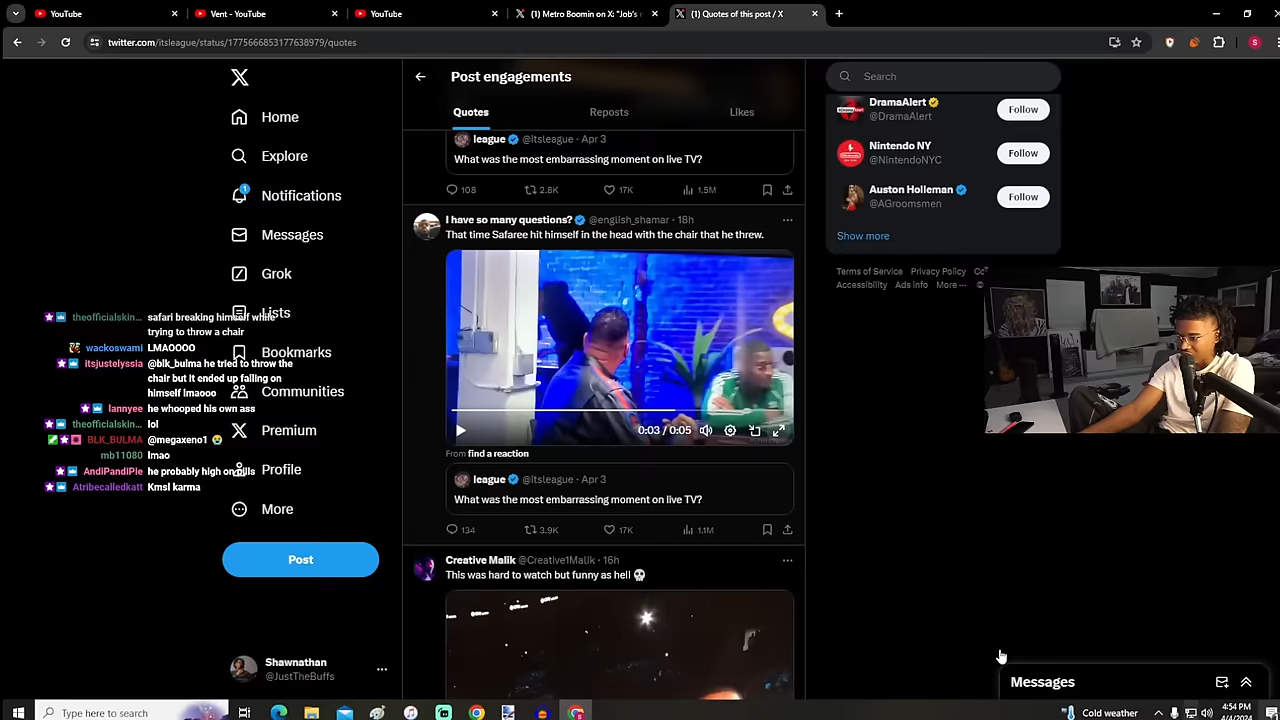 YouTube
Vent - YouTube
YouTube
(1) Metro Boomin on X: "Job's
(1) Quotes of this post / X
twitter.com/itsleague/status/1775666853177638979/quotes
Home
Explore
1
Notifications
Messages
Grok
Lists
Bookmarks
Communities
Premium
Profile
More
Post
Shawnathan
@JustTheBuffs
theofficialskin... safari breaking himself while
trying to throw a chair
wackoswami LMAOOOO
itsjustelyssia @blk_bulma he tried to throw the
chair but it ended up falling on
himself lmaooo
lannyee he whooped his own ass
theofficialskin... lol
BLK_BULMA @megaxeno1 😭
mb11080 lmao
AndiPandiPie he probably high on pills
Atribecalledkatt Kmsl karma
Post engagements
Quotes Reposts Likes
league @itsleague · Apr 3
What was the most embarrassing moment on live TV?
108 2.8K 17K 1.5M
I have so many questions? @english_shamar · 18h
That time Safaree hit himself in the head with the chair that he threw.
0:03 / 0:05
From find a reaction
league @itsleague · Apr 3
What was the most embarrassing moment on live TV?
134 3.9K 17K 1.1M
Creative Malik @Creative1Malik · 16h
This was hard to watch but funny as hell 💀
Search
DramaAlert
@DramaAlert
Follow
Nintendo NY
@NintendoNYC
Follow
Auston Holleman
@AGroomsmen
Follow
Show more
Terms of Service Privacy Policy
Accessibility Ads info More ··· ©
Messages
Type here to search
Cold weather
4:54 PM
4/4/2024